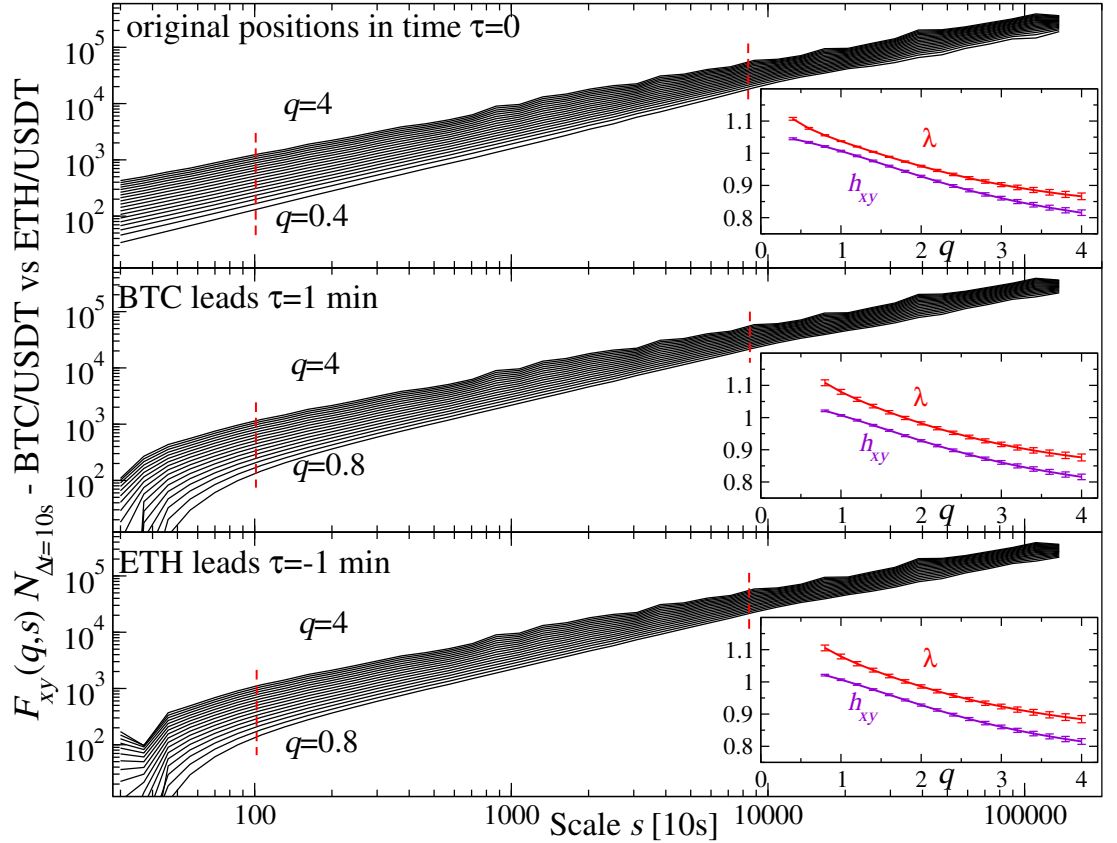 F_xy(q,s) N_Δt=10s - BTC/USDT vs ETH/USDT
original positions in time τ=0
10^5
10^4
10^3
10^2
q=4
q=0.4
1.1
1
0.9
0.8
λ
h_xy
0 1 2 3 4
q
BTC leads τ=1 min
10^5
10^4
10^3
10^2
q=4
q=0.8
1.1
1
0.9
0.8
λ
h_xy
0 1 2 3 4
q
ETH leads τ=-1 min
10^5
10^4
10^3
10^2
q=4
q=0.8
1.1
1
0.9
0.8
λ
h_xy
0 1 2 3 4
q
100 1000 10000 100000
Scale s [10s]